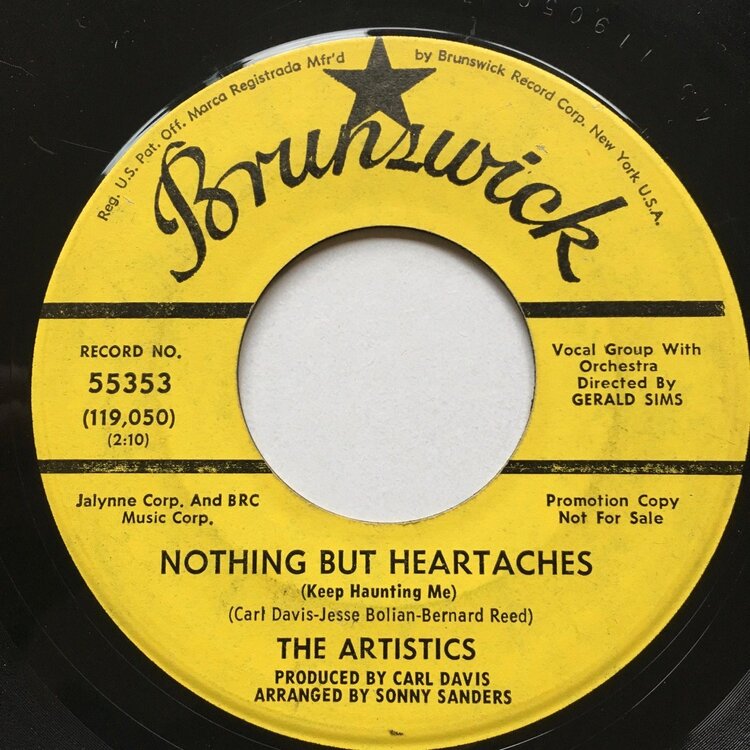 Reg. U.S. Pat. Off. Marca Registrada Mfr'd by Brunswick Record Corp. New York U.S.A.
Brunswick
RECORD NO.
55353
(119,050)
(2:10)
Vocal Group With
Orchestra
Directed By
GERALD SIMS
Jalynne Corp. And BRC
Music Corp.
Promotion Copy
Not For Sale
NOTHING BUT HEARTACHES
(Keep Haunting Me)
(Carl Davis-Jesse Bolian-Bernard Reed)
THE ARTISTICS
PRODUCED BY CARL DAVIS
ARRANGED BY SONNY SANDERS